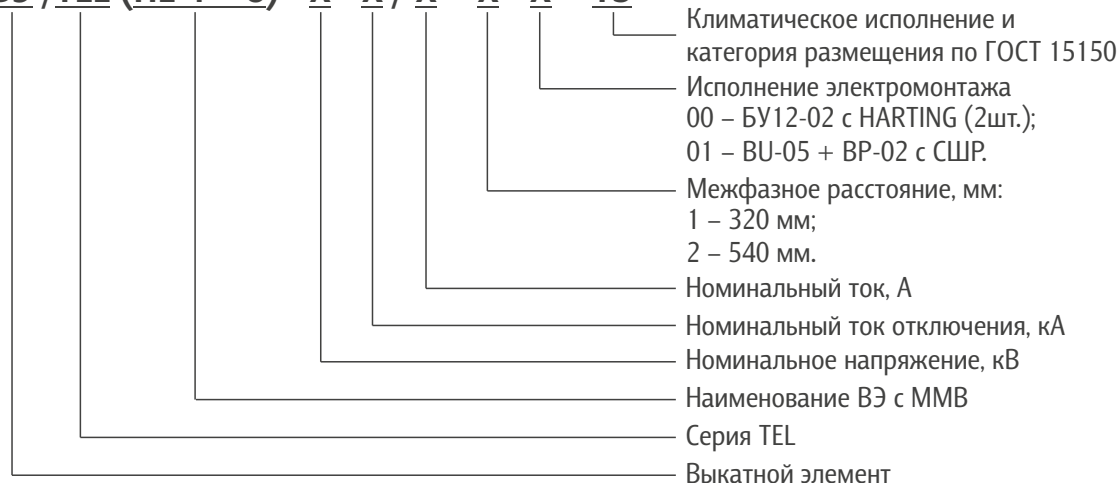 Климатическое исполнение и
категория размещения по ГОСТ 15150
Исполнение электромонтажа
00 – БУ12-02 с HARTING (2шт.);
01 – BU-05 + BP-02 с СШР.
Межфазное расстояние, мм:
1 – 320 мм;
2 – 540 мм.
Номинальный ток, А
Номинальный ток отключения, кА
Номинальное напряжение, кВ
Наименование ВЭ с ММВ
Серия TEL
Выкатной элемент